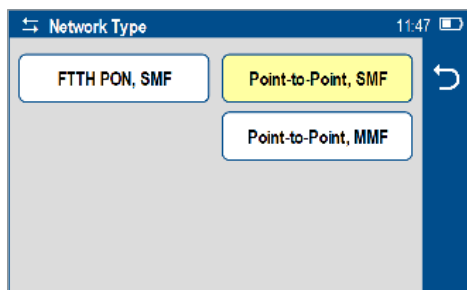 Network Type 11:47
FTTH PON, SMF Point-to-Point, SMF
Point-to-Point, MMF